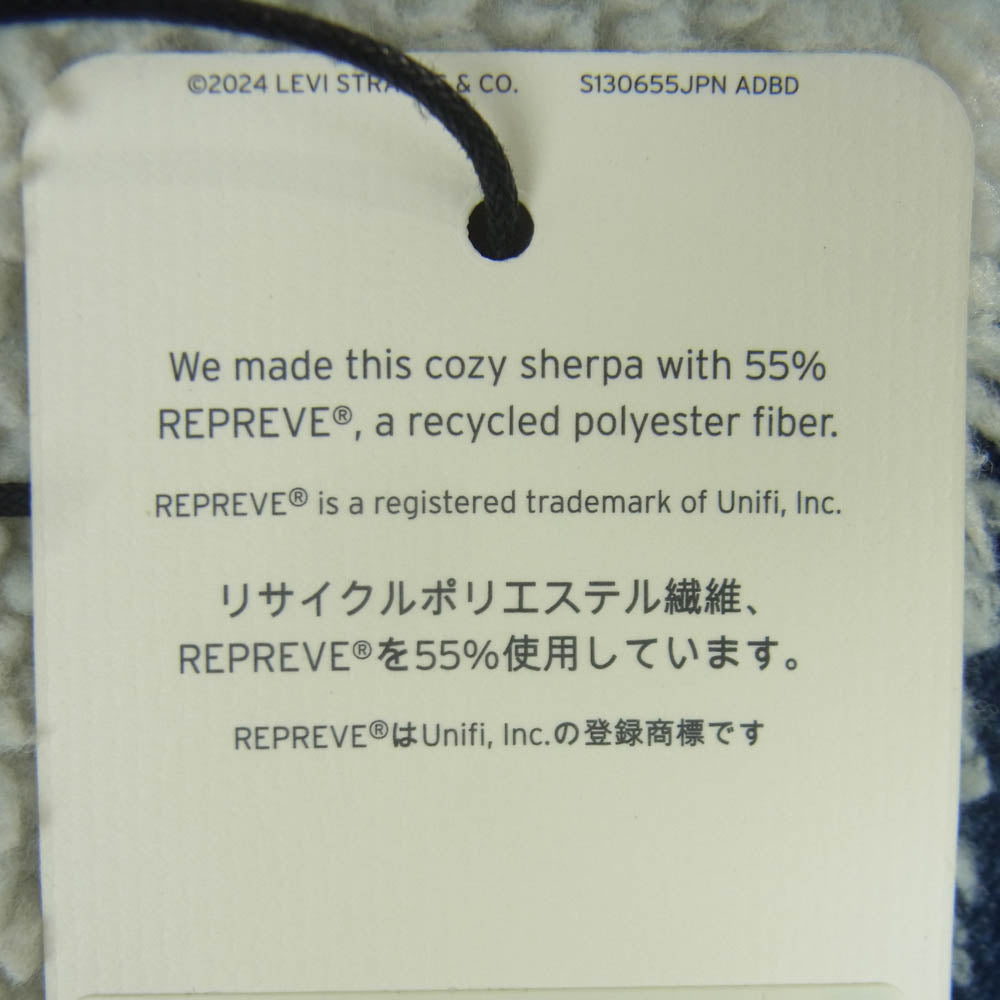 ©2024 LEVI STRAUSS & CO. S130655JPN ADBD
We made this cozy sherpa with 55%
REPREVE®, a recycled polyester fiber.
REPREVE® is a registered trademark of Unifi, Inc.
リサイクルポリエステル繊維、
REPREVE®を55%使用しています。
REPREVE®はUnifi, Inc.の登録商標です